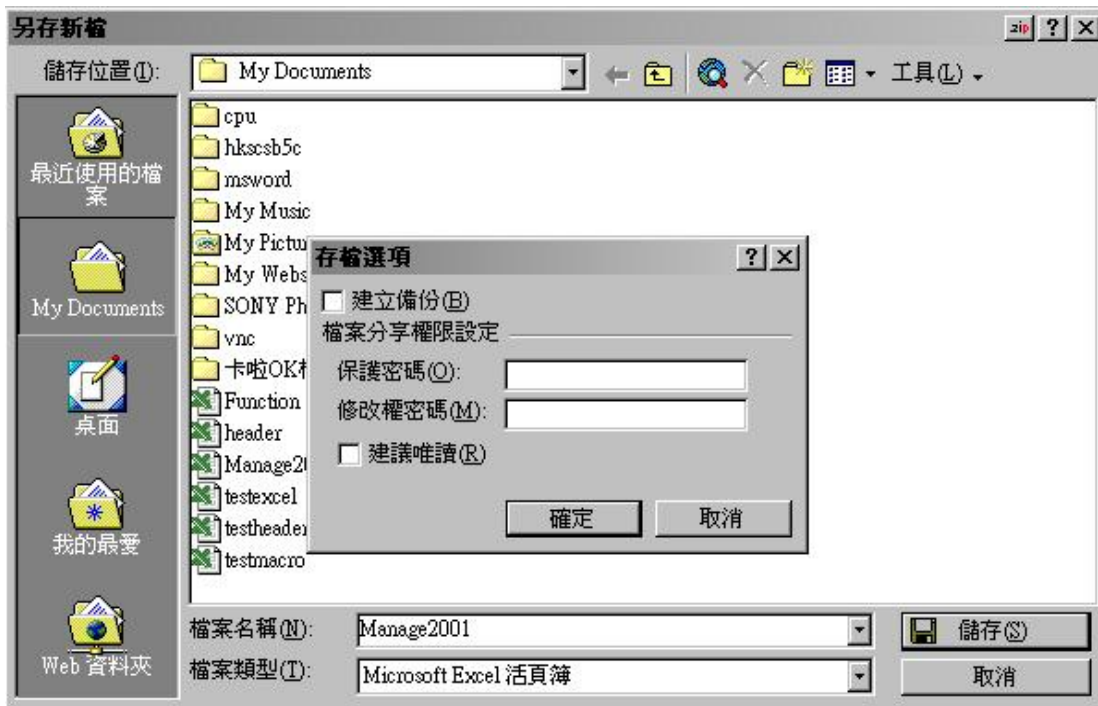 另存新檔
zip
儲存位置(I):
My Documents
工具(L)
最近使用的檔
案
My Documents
桌面
我的最愛
Web 資料夾
cpu
hkscsb5c
msword
My Music
My Pictu
My Webs
SONY Ph
vnc
卡啦OK
Function
header
Manage2
testexcel
testheader
testmacro
存檔選項
建立備份(B)
檔案分享權限設定
保護密碼(O):
修改權密碼(M):
建議唯讀(R)
確定
取消
檔案名稱(N):
Manage2001
儲存(S)
檔案類型(T):
Microsoft Excel 活頁簿
取消